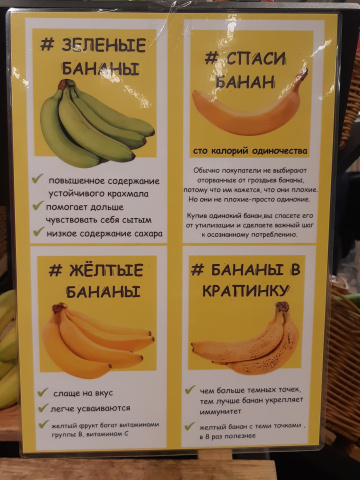 # ЗЕЛЕНЫЕ
БАНАНЫ
повышенное содержание
устойчивого крахмала
помогает дольше
чувствовать себя сытым
низкое содержание сахара
# СПАСИ
БАНАН
сто калорий одиночества
Обычно покупатели не выбирают
оторванные от гроздьев бананы,
потому что им кажется, что они плохие.
Но они не плохие-просто одинокие.
Купив одинокий банан,вы спасете его
от утилизации и сделаете важный шаг
к осознанному потреблению.
# ЖЁЛТЫЕ
БАНАНЫ
слаще на вкус
легче усваиваются
желтый фрукт богат витаминами
группы B, витамином C
# БАНАНЫ В
КРАПИНКУ
чем больше темных точек,
тем лучше банан укрепляет
иммунитет
желтый банан с теми точками ,
в 8 раз полезнее